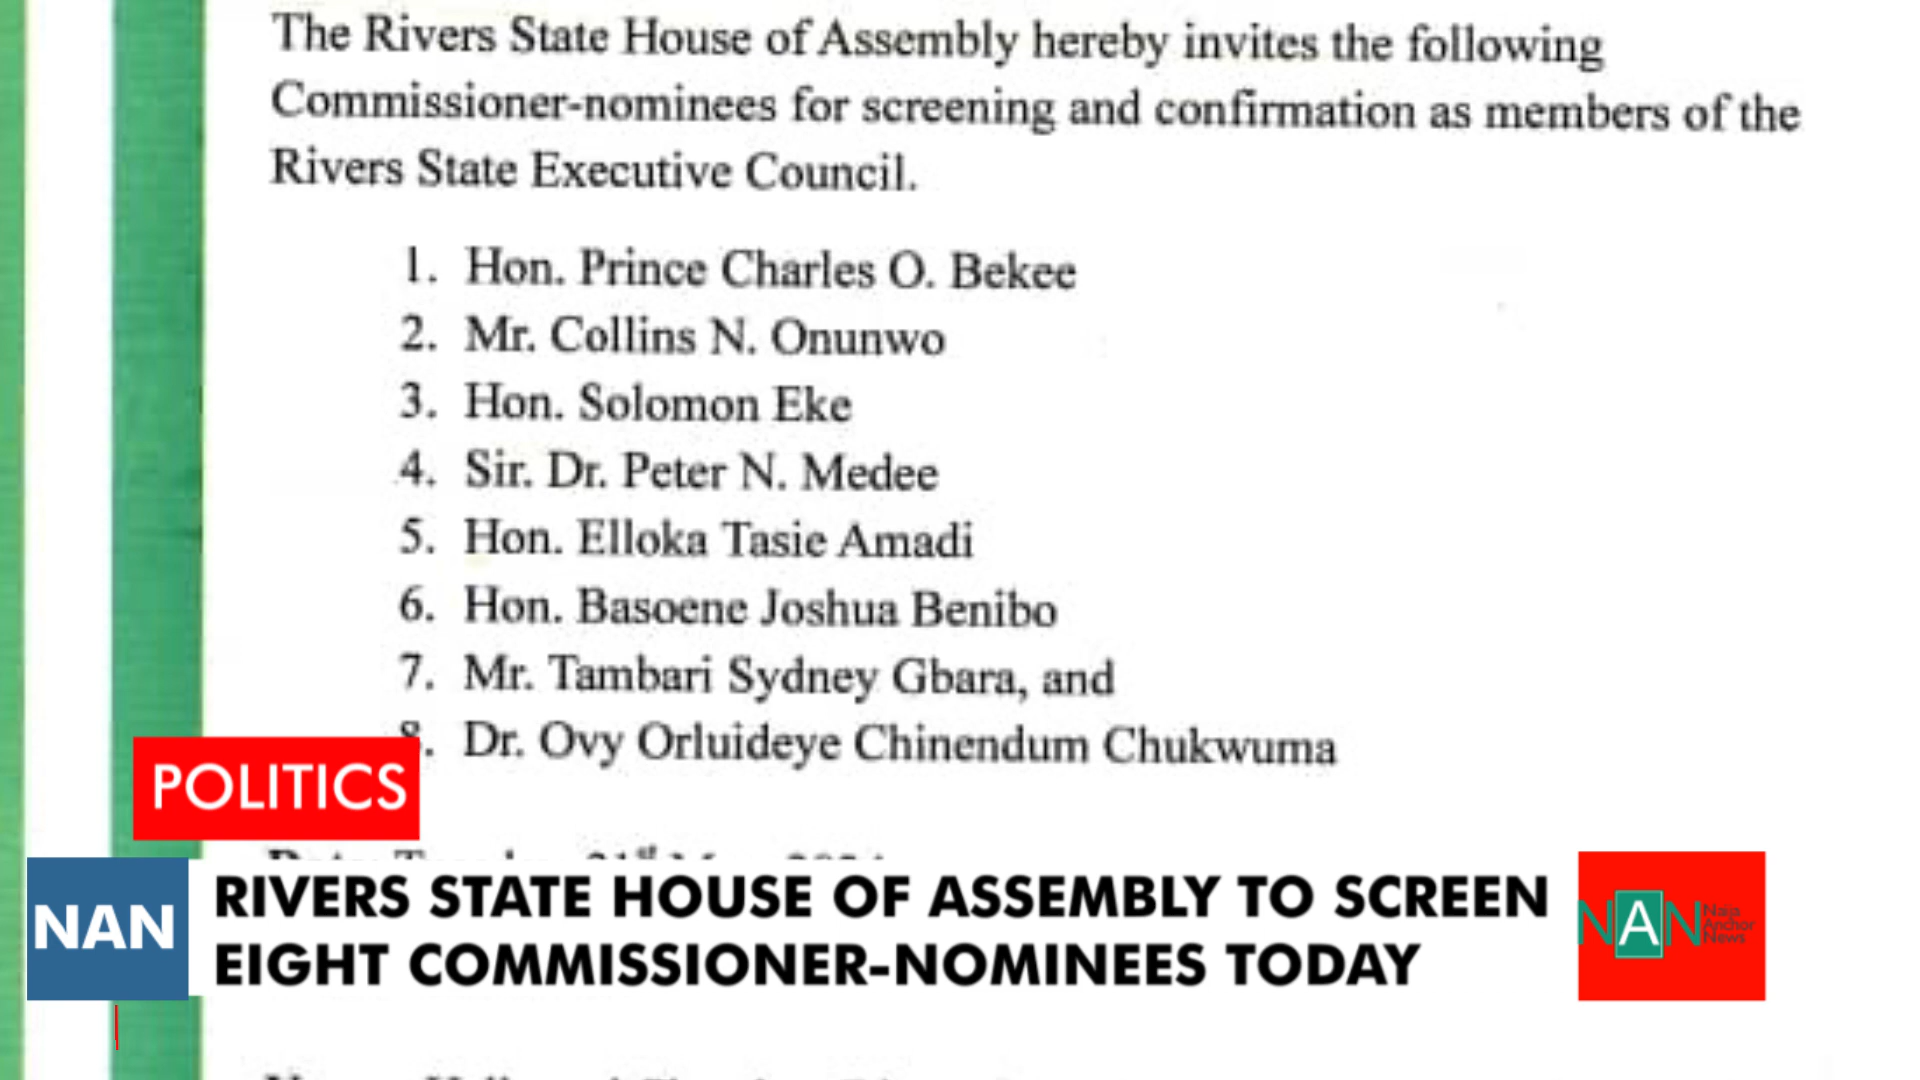 The Rivers State House of Assembly hereby invites the following
Commissioner-nominees for screening and confirmation as members of the
Rivers State Executive Council.
1. Hon. Prince Charles O. Bekee
2. Mr. Collins N. Onunwo
3. Hon. Solomon Eke
4. Sir. Dr. Peter N. Medee
5. Hon. Elloka Tasie Amadi
6. Hon. Basoene Joshua Benibo
7. Mr. Tambari Sydney Gbara, and
8. Dr. Ovy Orluideye Chinendum Chukwuma
POLITICS
NAN
RIVERS STATE HOUSE OF ASSEMBLY TO SCREEN
EIGHT COMMISSIONER-NOMINEES TODAY
NAN
Naija
Anchor
News